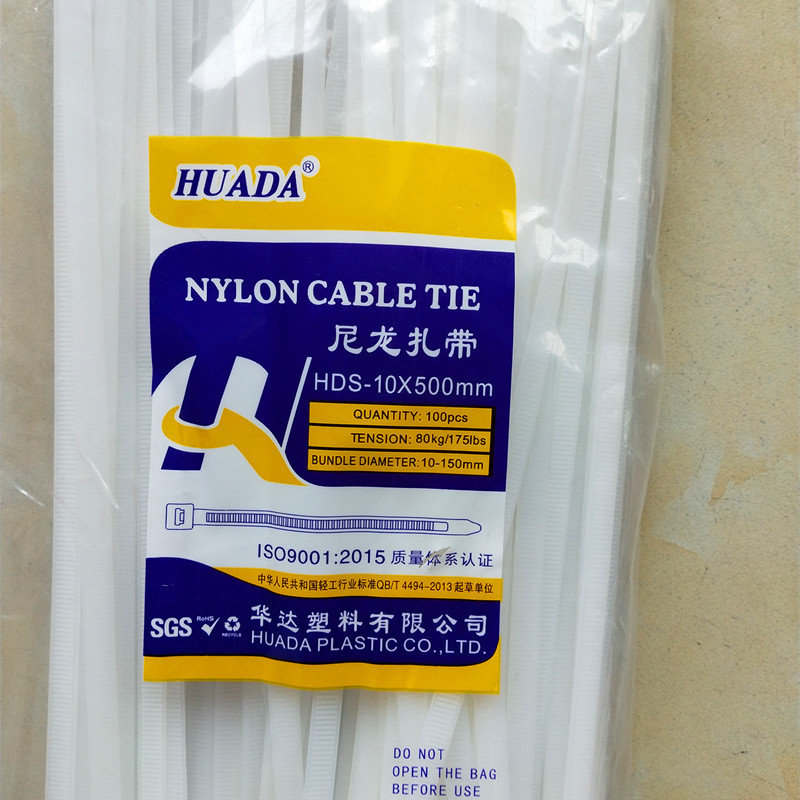 HUADA®
NYLON CABLE TIE
尼龙扎带
HDS-10X500mm
QUANTITY: 100pcs
TENSION: 80kg/175lbs
BUNDLE DIAMETER:10-150mm
ISO9001:2015 质量体系认证
中华人民共和国轻工行业标准QB/T 4494-2013 起草单位
SGS RoHS RECYCLE 华达塑料有限公司
HUADA PLASTIC CO.,LTD.
DO NOT
OPEN THE BAG
BEFORE USE